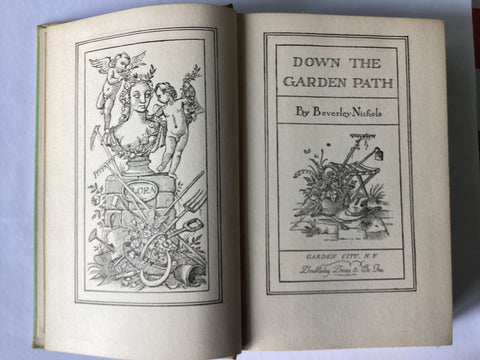 FLORA
DOWN THE
GARDEN PATH
By Beverley Nichols
GARDEN CITY, N.Y.
Doubleday, Doran & Co Inc.